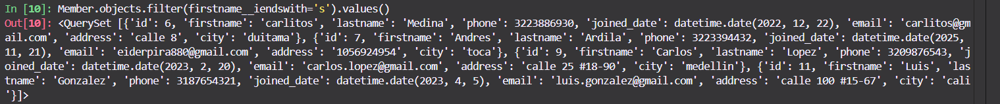 In [10]: Member.objects.filter(firstname__iendswith='s').values()
Out[10]: <QuerySet [{'id': 6, 'firstname': 'carlitos', 'lastname': 'Medina', 'phone': 3223886930, 'joined_date': datetime.date(2022, 12, 22), 'email': 'carlitos@gm
ail.com', 'address': 'calle 8', 'city': 'duitama'}, {'id': 7, 'firstname': 'Andres', 'lastname': 'Ardila', 'phone': 3223394432, 'joined_date': datetime.date(2025,
11, 21), 'email': 'eiderpira880@gmail.com', 'address': '1056924954', 'city': 'toca'}, {'id': 9, 'firstname': 'Carlos', 'lastname': 'Lopez', 'phone': 3209876543, 'j
oined_date': datetime.date(2023, 2, 20), 'email': 'carlos.lopez@gmail.com', 'address': 'calle 25 #18-90', 'city': 'medellin'}, {'id': 11, 'firstname': 'Luis', 'las
tname': 'Gonzalez', 'phone': 3187654321, 'joined_date': datetime.date(2023, 4, 5), 'email': 'luis.gonzalez@gmail.com', 'address': 'calle 100 #15-67', 'city': 'cali
'}]>